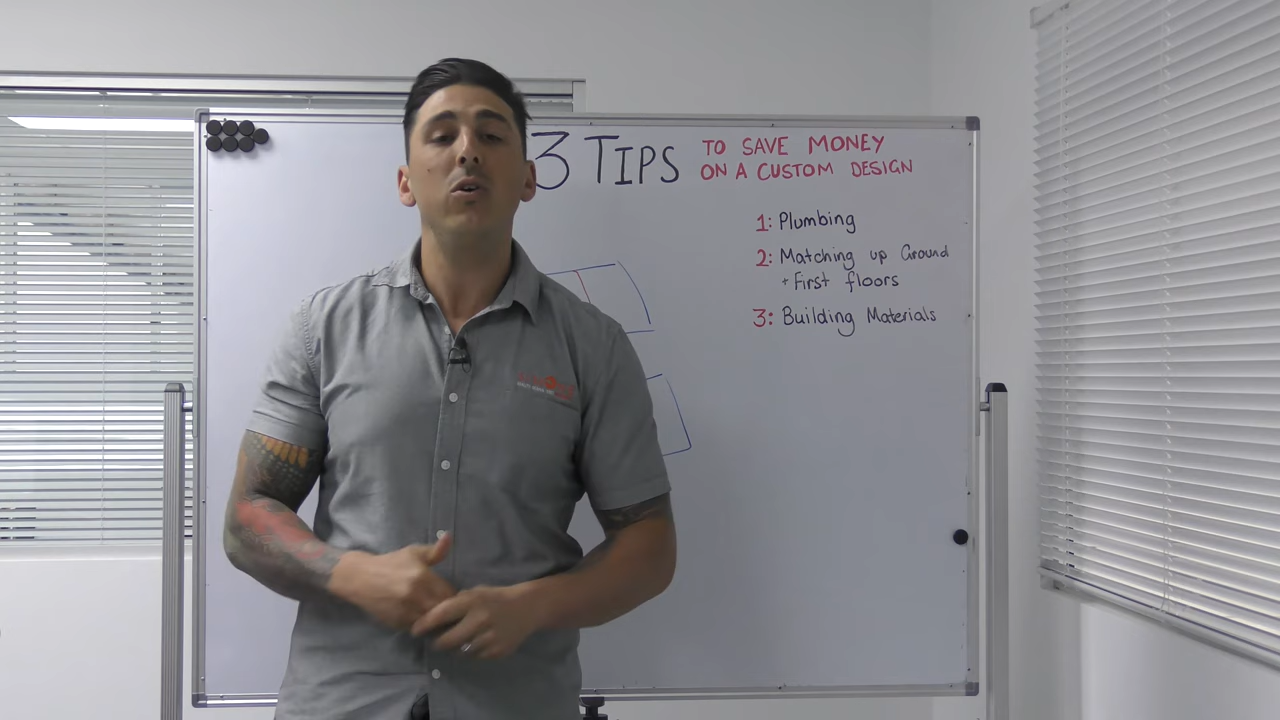 3 TIPS TO SAVE MONEY
ON A CUSTOM DESIGN
1: Plumbing
2: Matching up Ground
+ First floors
3: Building Materials